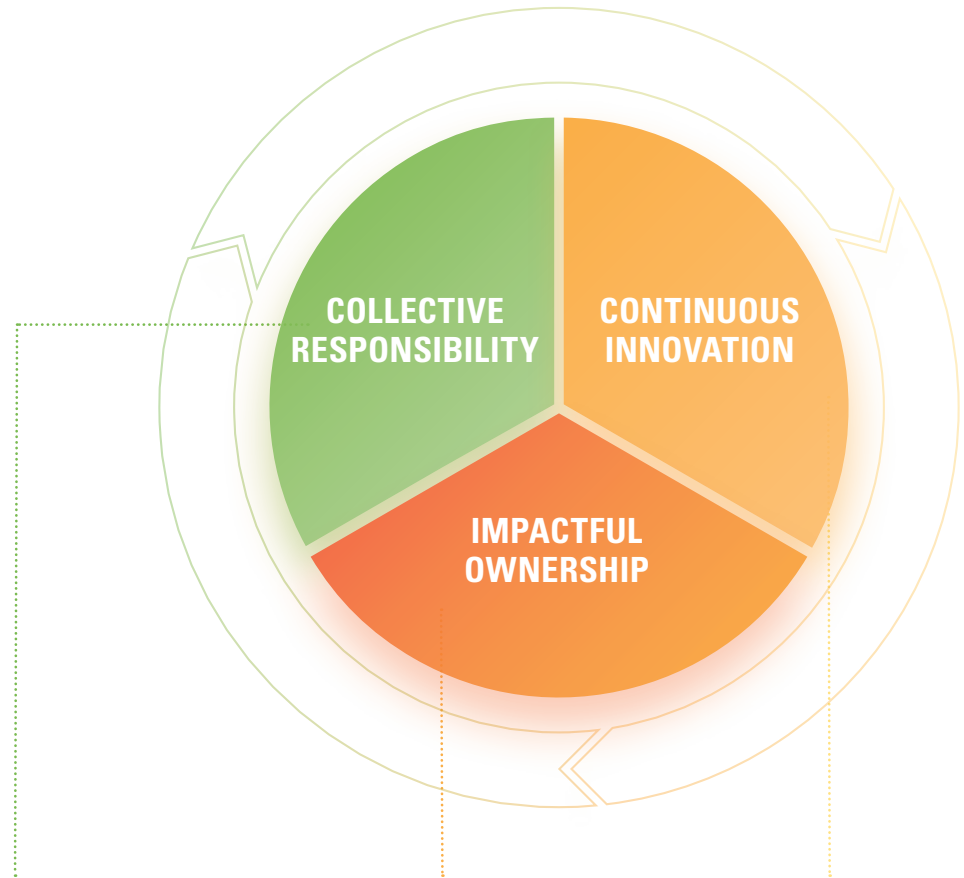 COLLECTIVE
RESPONSIBILITY
CONTINUOUS
INNOVATION
IMPACTFUL
OWNERSHIP